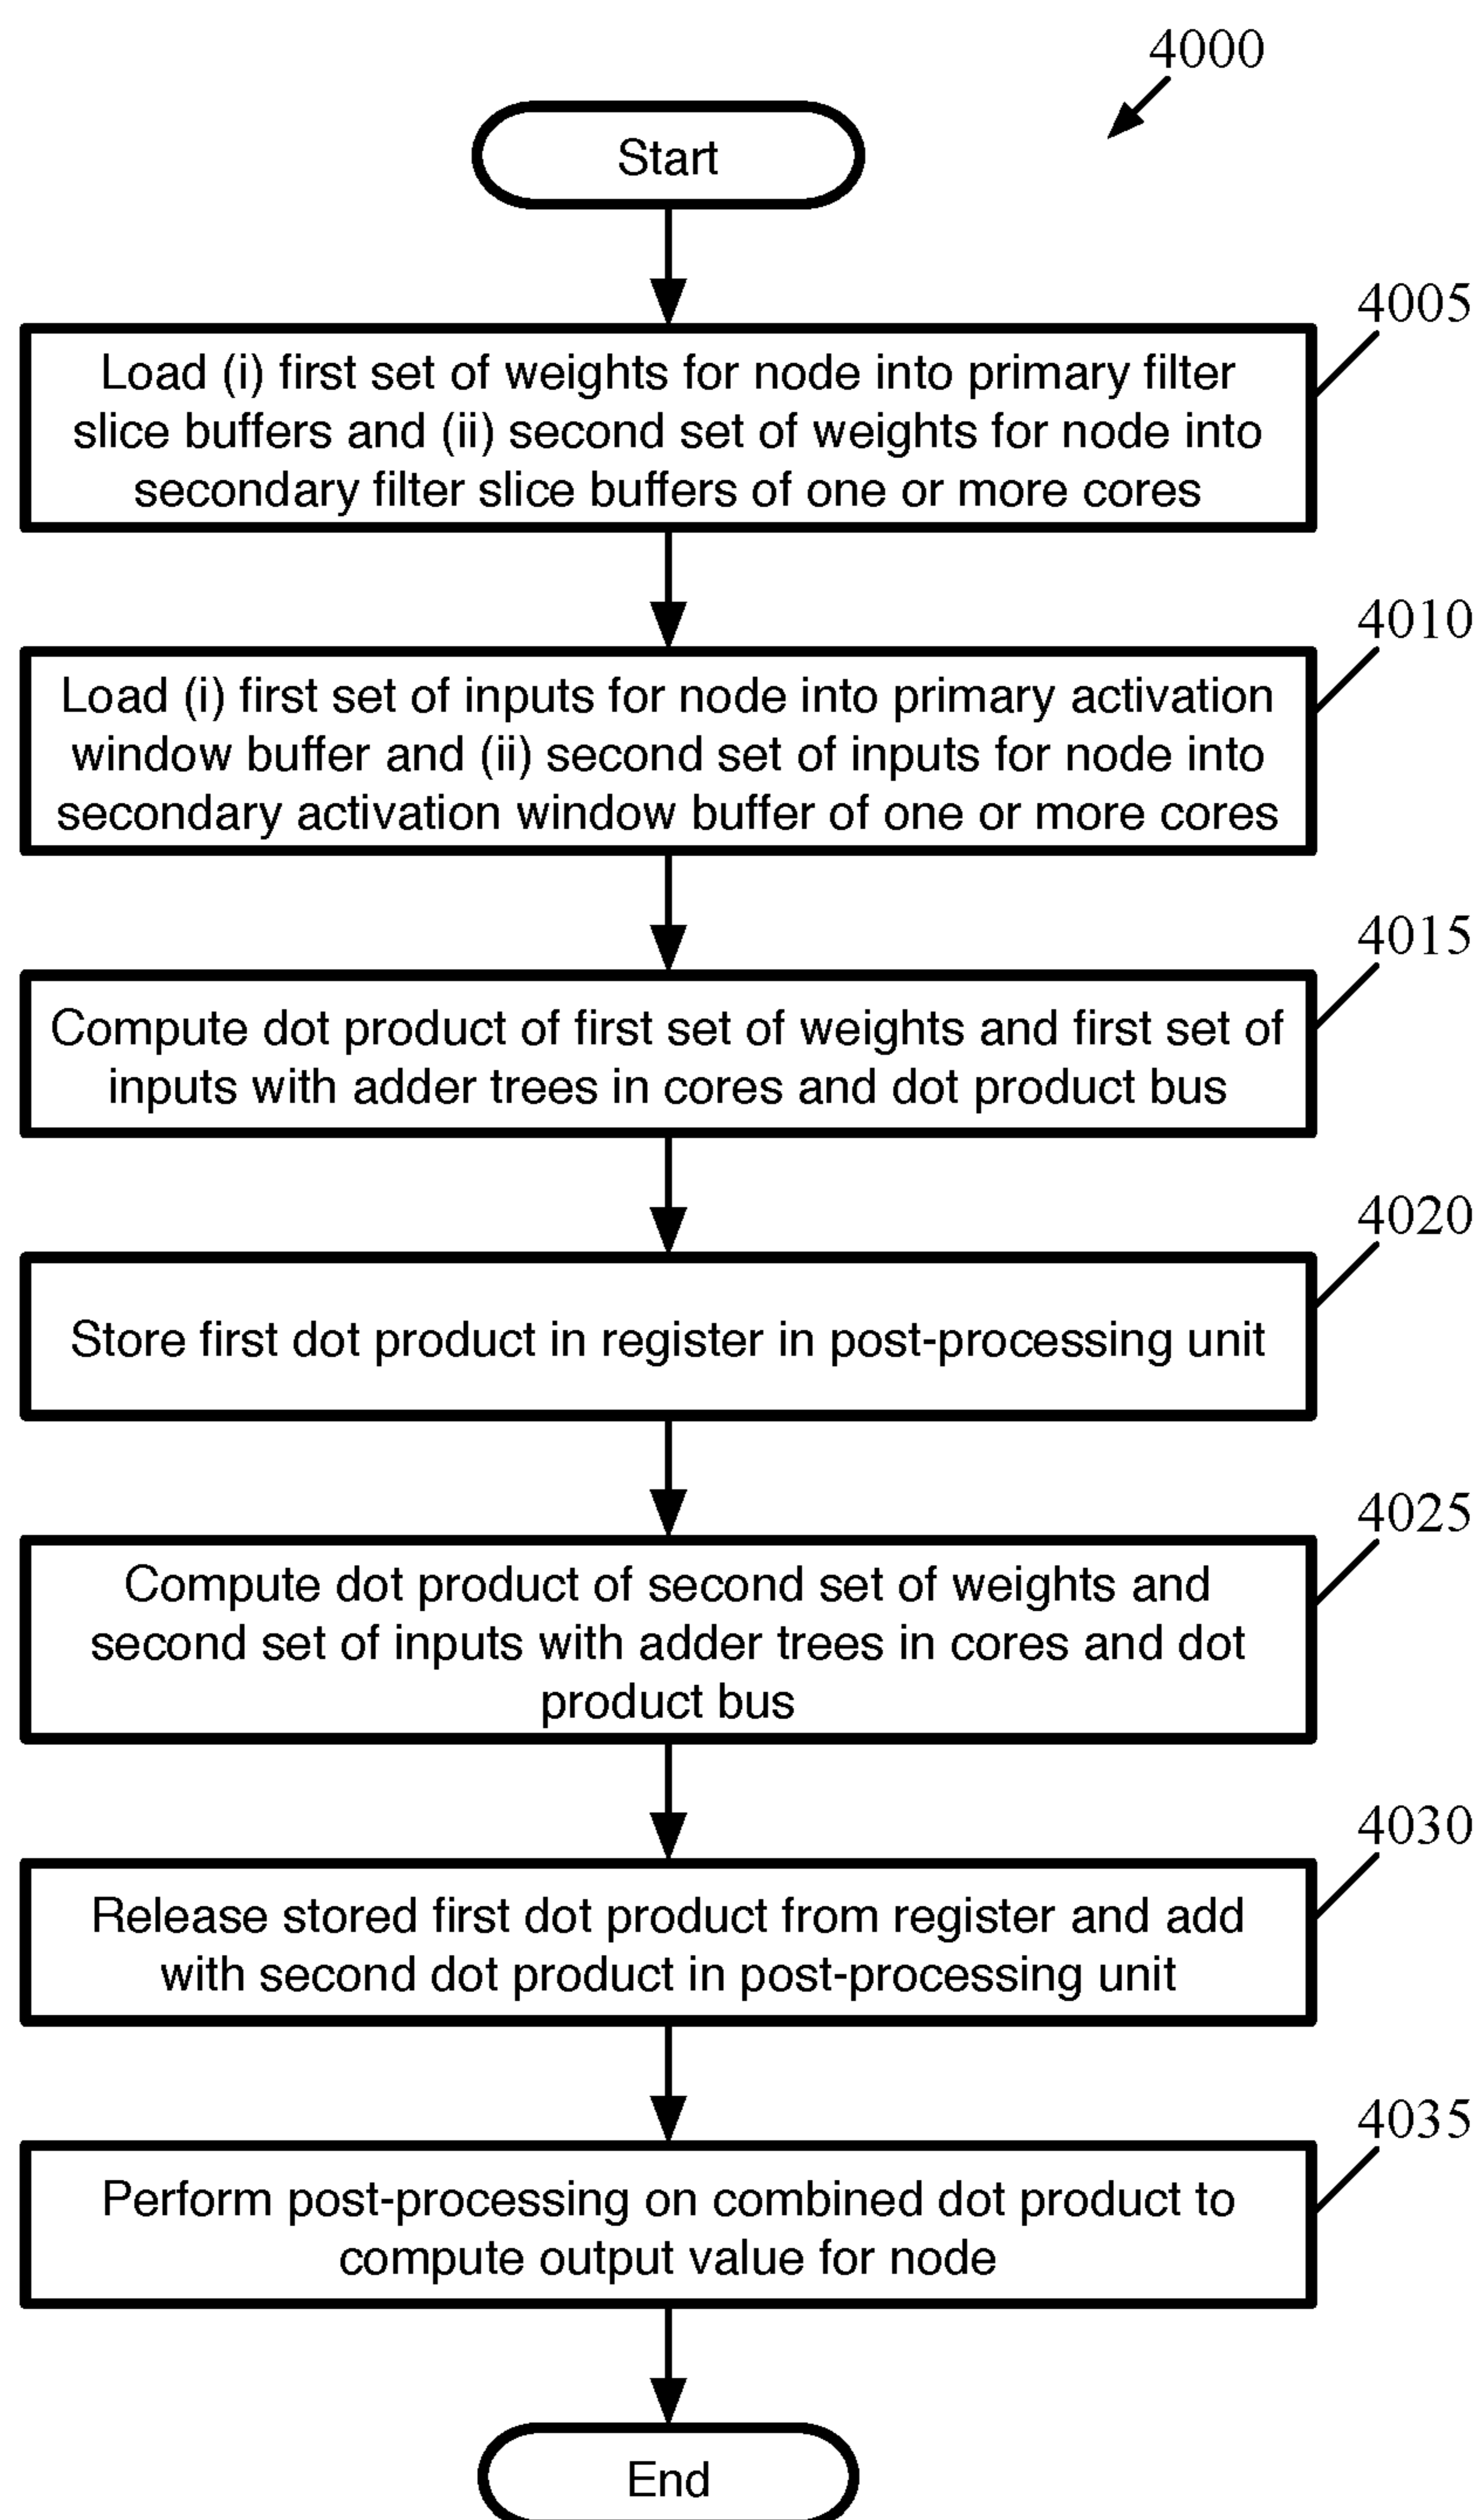 4000
Start
4005
Load (i) first set of weights for node into primary filter
slice buffers and (ii) second set of weights for node into
secondary filter slice buffers of one or more cores
4010
Load (i) first set of inputs for node into primary activation
window buffer and (ii) second set of inputs for node into
secondary activation window buffer of one or more cores
4015
Compute dot product of first set of weights and first set of
inputs with adder trees in cores and dot product bus
4020
Store first dot product in register in post-processing unit
4025
Compute dot product of second set of weights and
second set of inputs with adder trees in cores and dot
product bus
4030
Release stored first dot product from register and add
with second dot product in post-processing unit
4035
Perform post-processing on combined dot product to
compute output value for node
End